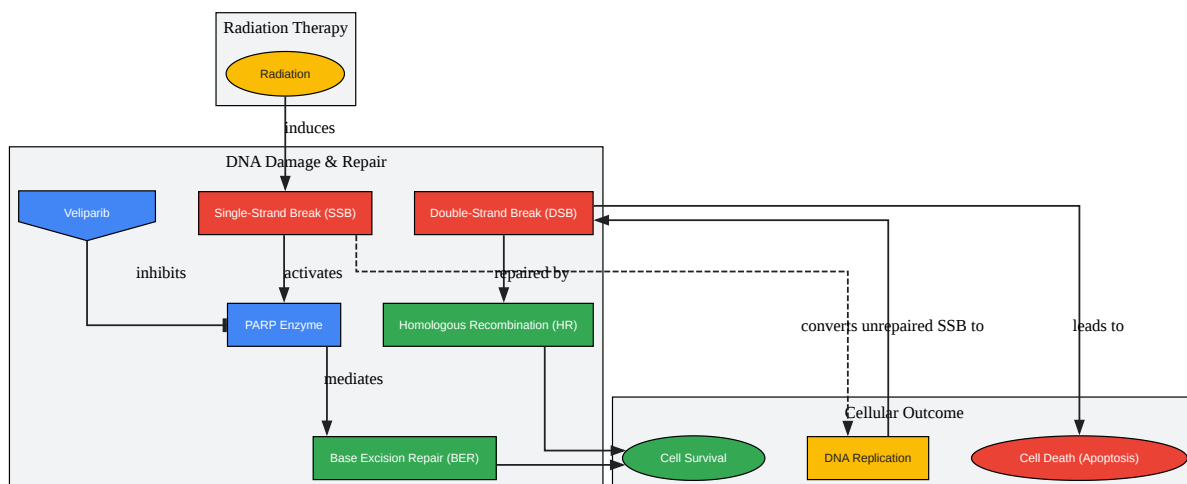 Radiation Therapy
Radiation
induces
DNA Damage & Repair
Veliparib
Single-Strand Break (SSB)
Double-Strand Break (DSB)
inhibits
activates
repaired by
PARP Enzyme
Homologous Recombination (HR)
converts unrepaired SSB to
leads to
mediates
Cellular Outcome
Base Excision Repair (BER)
Cell Survival
DNA Replication
Cell Death (Apoptosis)